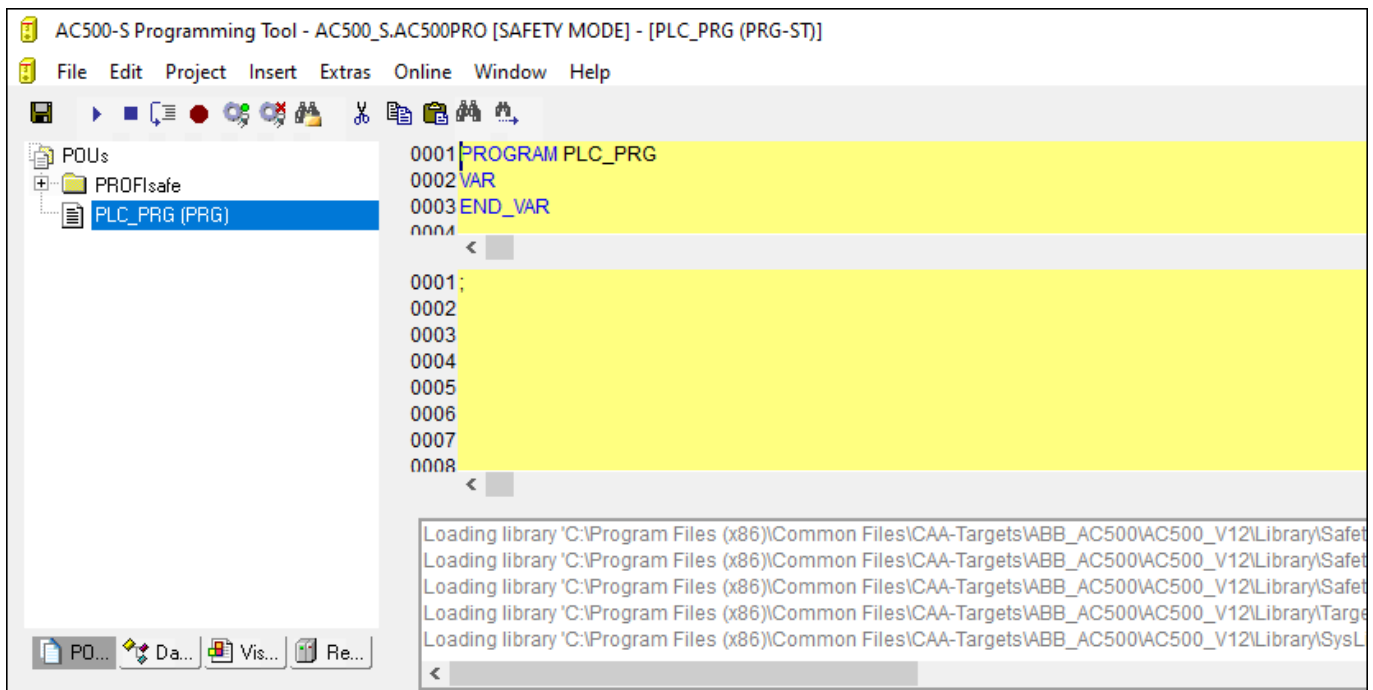 AC500-S Programming Tool - AC500_S.AC500PRO [SAFETY MODE] - [PLC_PRG (PRG-ST)]
File Edit Project Insert Extras Online Window Help
POUs
PROFIsafe
PLC_PRG (PRG)
0001 PROGRAM PLC_PRG
0002 VAR
0003 END_VAR
0004
0001 ;
0002
0003
0004
0005
0006
0007
0008
Loading library 'C:\Program Files (x86)\Common Files\CAA-Targets\ABB_AC500\AC500_V12\Library\Safet
Loading library 'C:\Program Files (x86)\Common Files\CAA-Targets\ABB_AC500\AC500_V12\Library\Safet
Loading library 'C:\Program Files (x86)\Common Files\CAA-Targets\ABB_AC500\AC500_V12\Library\Safet
Loading library 'C:\Program Files (x86)\Common Files\CAA-Targets\ABB_AC500\AC500_V12\Library\Targe
Loading library 'C:\Program Files (x86)\Common Files\CAA-Targets\ABB_AC500\AC500_V12\Library\SysL
PO... Da... Vis... Re...